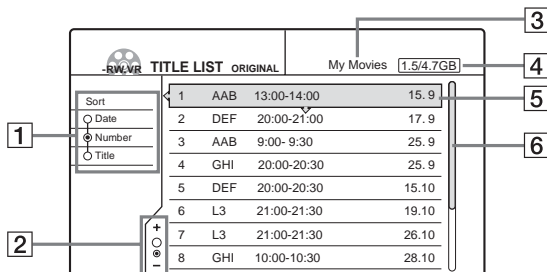 3
-RW.VR TITLE LIST ORIGINAL My Movies 1.5/4.7GB 4
Sort
Date
Number
Title
1
2
+
–
1 AAB 13:00-14:00 15. 9
2 DEF 20:00-21:00 17. 9
3 AAB 9:00- 9:30 25. 9
4 GHI 20:00-20:30 25. 9
5 DEF 20:00-20:30 15.10
6 L3 21:00-21:30 19.10
7 L3 21:00-21:30 26.10
8 GHI 10:00-10:30 28.10
5
6